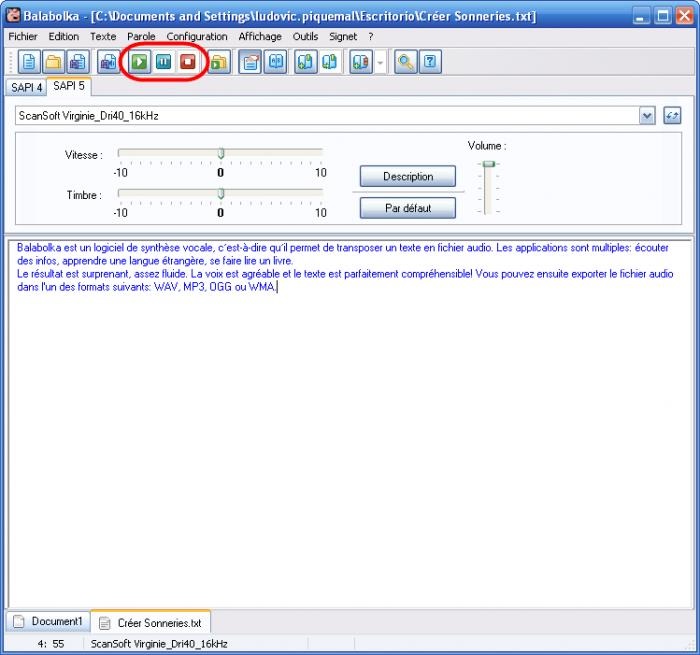 Balabolka - [C:\Documents and Settings\ludovic.piquemal\Escritorio\Créer Sonneries.txt]
Fichier Edition Texte Parole Configuration Affichage Outils Signet ?
SAPI 4 SAPI 5
ScanSoft Virginie_Dri40_16kHz
Volume :
Vitesse :
-10 0 10
Description
Timbre :
-10 0 10
Par défaut
Balabolka est un logiciel de synthèse vocale, c'est-à-dire qu'il permet de transposer un texte en fichier audio. Les applications sont multiples: écouter
des infos, apprendre une langue étrangère, se faire lire un livre.
Le résultat est surprenant, assez fluide. La voix est agréable et le texte est parfaitement compréhensible! Vous pouvez ensuite exporter le fichier audio
dans l'un des formats suivants: WAV, MP3, OGG ou WMA.
Document1 Créer Sonneries.txt
4: 55 ScanSoft Virginie_Dri40_16kHz